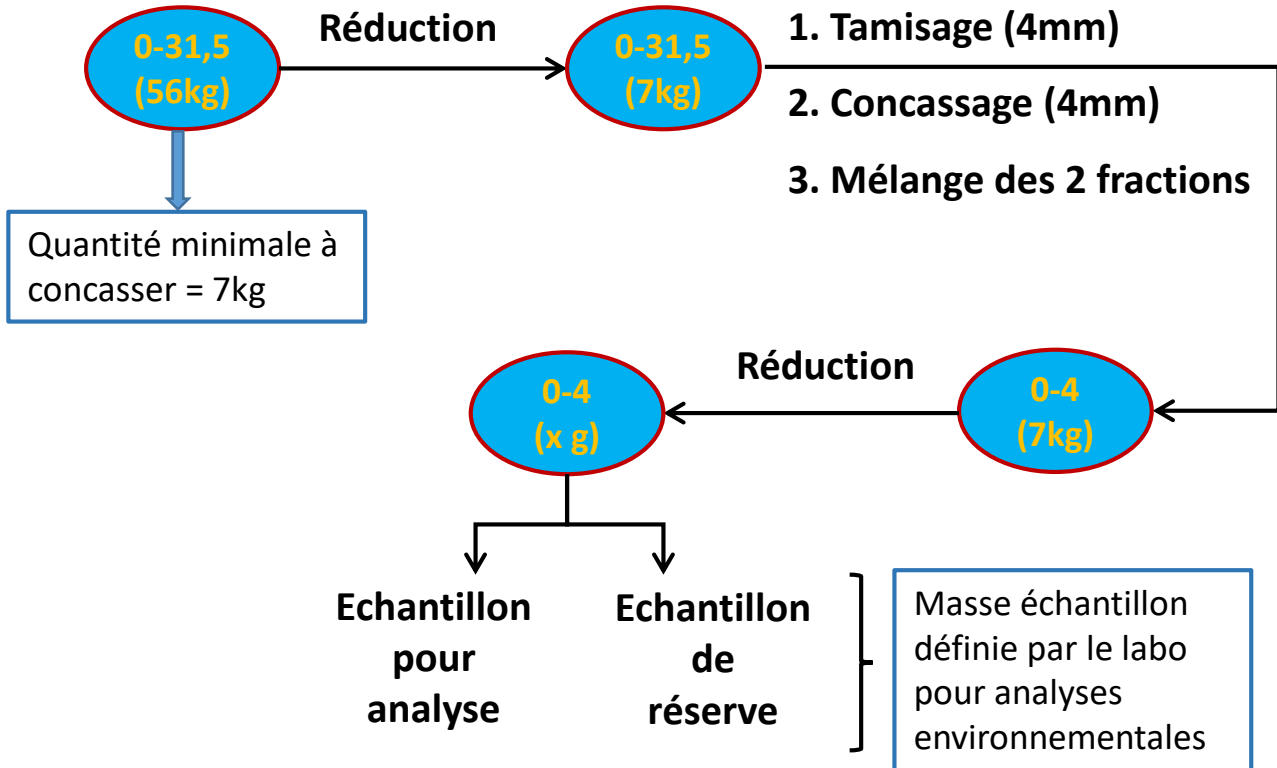 0-31,5
(56kg)
Réduction
0-31,5
(7kg)
1. Tamisage (4mm)
2. Concassage (4mm)
3. Mélange des 2 fractions
Quantité minimale à
concasser = 7kg
0-4
(x g)
Réduction
0-4
(7kg)
Echantillon
pour
analyse
Echantillon
de
réserve
Masse échantillon
définie par le labo
pour analyses
environnementales